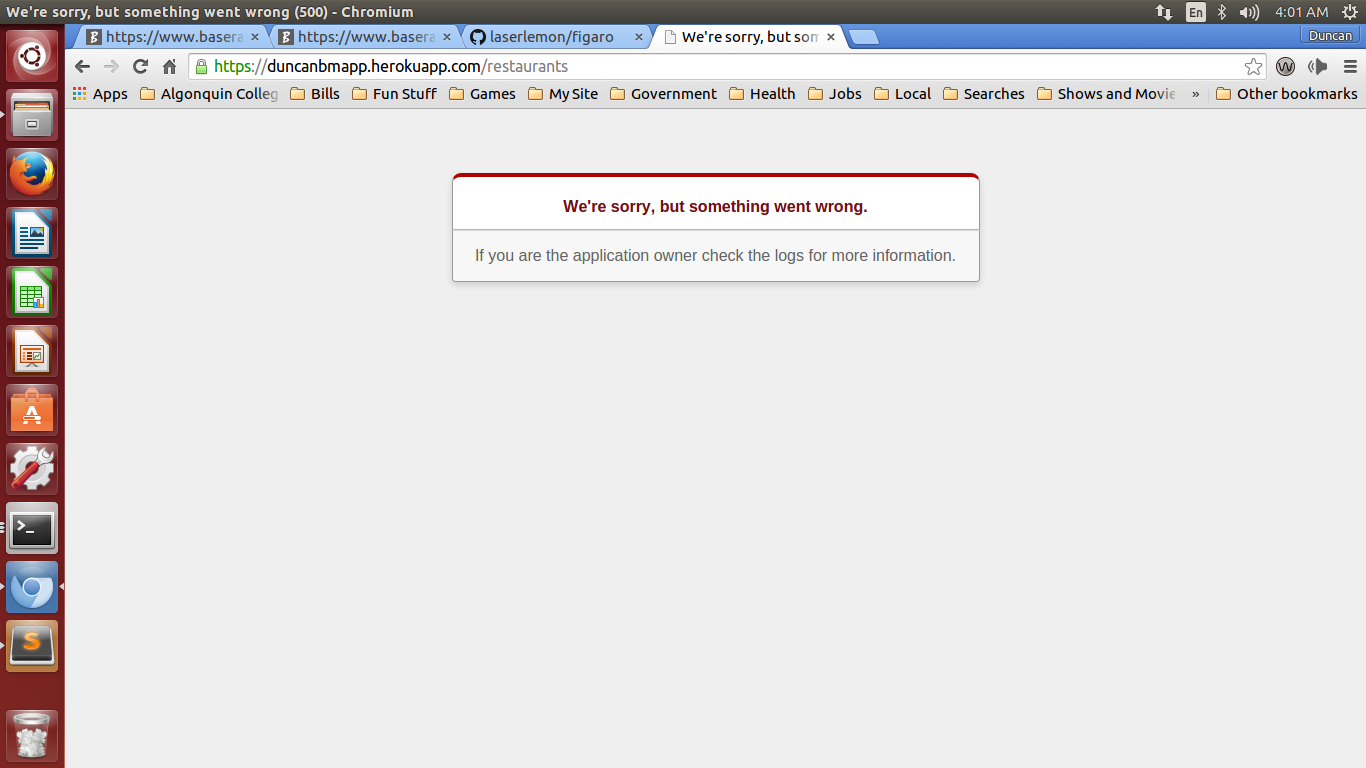 We're sorry, but something went wrong (500) - Chromium
En
4:01 AM
https://www.basera
https://www.basera
laserlemon/figaro
We're sorry, but som
Duncan
https://duncanbmapp.herokuapp.com/restaurants
Apps
Algonquin Colleg
Bills
Fun Stuff
Games
My Site
Government
Health
Jobs
Local
Searches
Shows and Movie
»
Other bookmarks
We're sorry, but something went wrong.
If you are the application owner check the logs for more information.